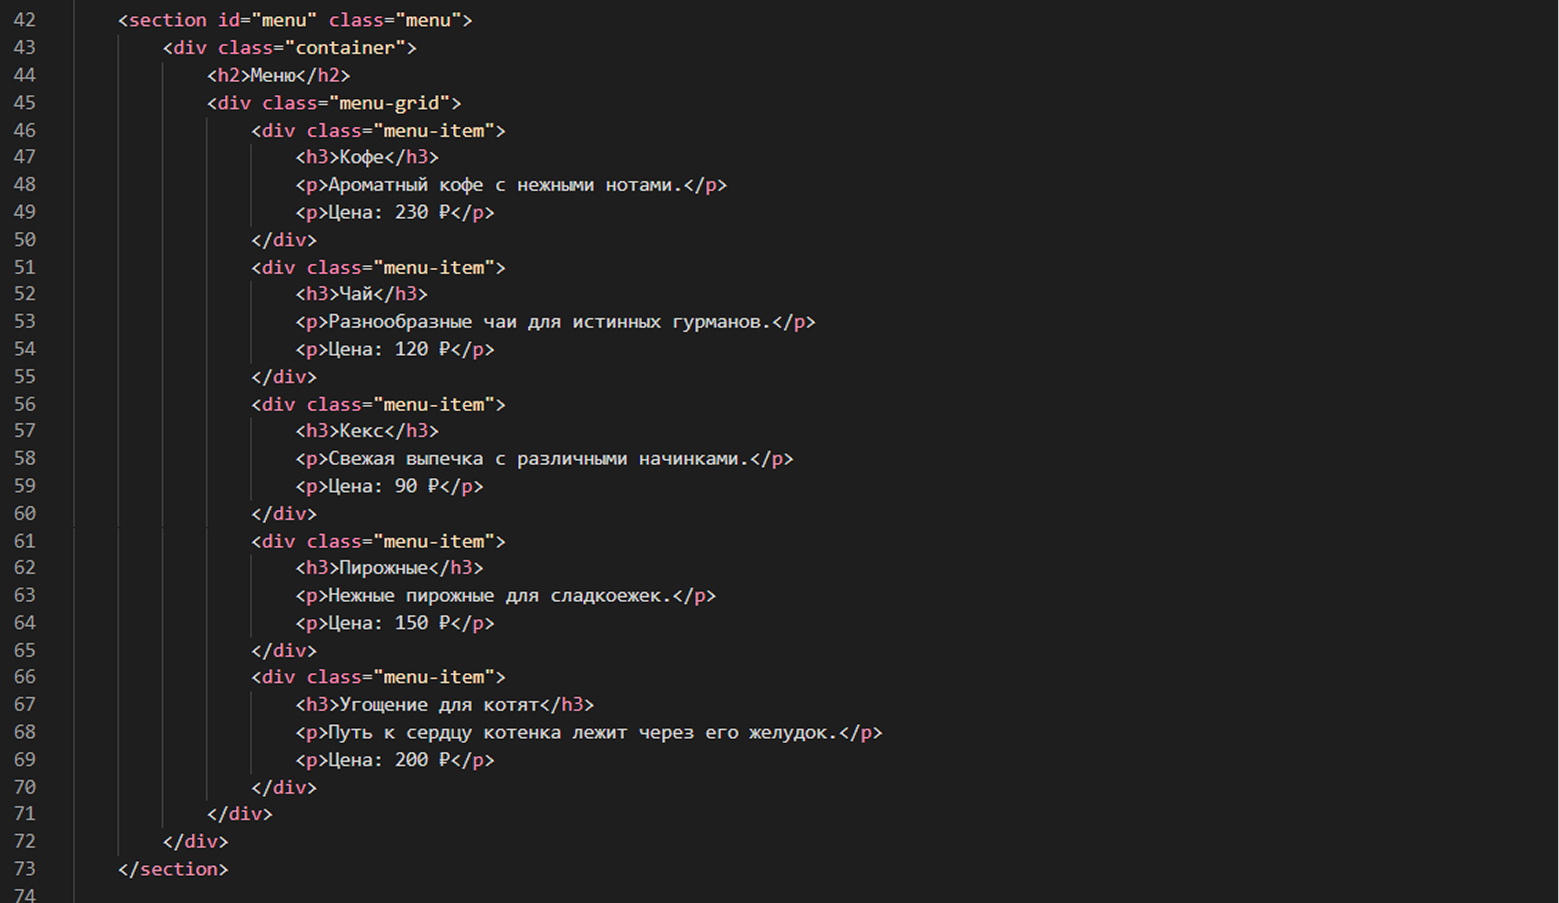 42 <section id="menu" class="menu">
43 <div class="container">
44 <h2>Меню</h2>
45 <div class="menu-grid">
46 <div class="menu-item">
47 <h3>Кофе</h3>
48 <p>Ароматный кофе с нежными нотами.</p>
49 <p>Цена: 230 ₽</p>
50 </div>
51 <div class="menu-item">
52 <h3>Чай</h3>
53 <p>Разнообразные чаи для истинных гурманов.</p>
54 <p>Цена: 120 ₽</p>
55 </div>
56 <div class="menu-item">
57 <h3>Кекс</h3>
58 <p>Свежая выпечка с различными начинками.</p>
59 <p>Цена: 90 ₽</p>
60 </div>
61 <div class="menu-item">
62 <h3>Пирожные</h3>
63 <p>Нежные пирожные для сладкоежек.</p>
64 <p>Цена: 150 ₽</p>
65 </div>
66 <div class="menu-item">
67 <h3>Угощение для котят</h3>
68 <p>Путь к сердцу котенка лежит через его желудок.</p>
69 <p>Цена: 200 ₽</p>
70 </div>
71 </div>
72 </div>
73 </section>
74